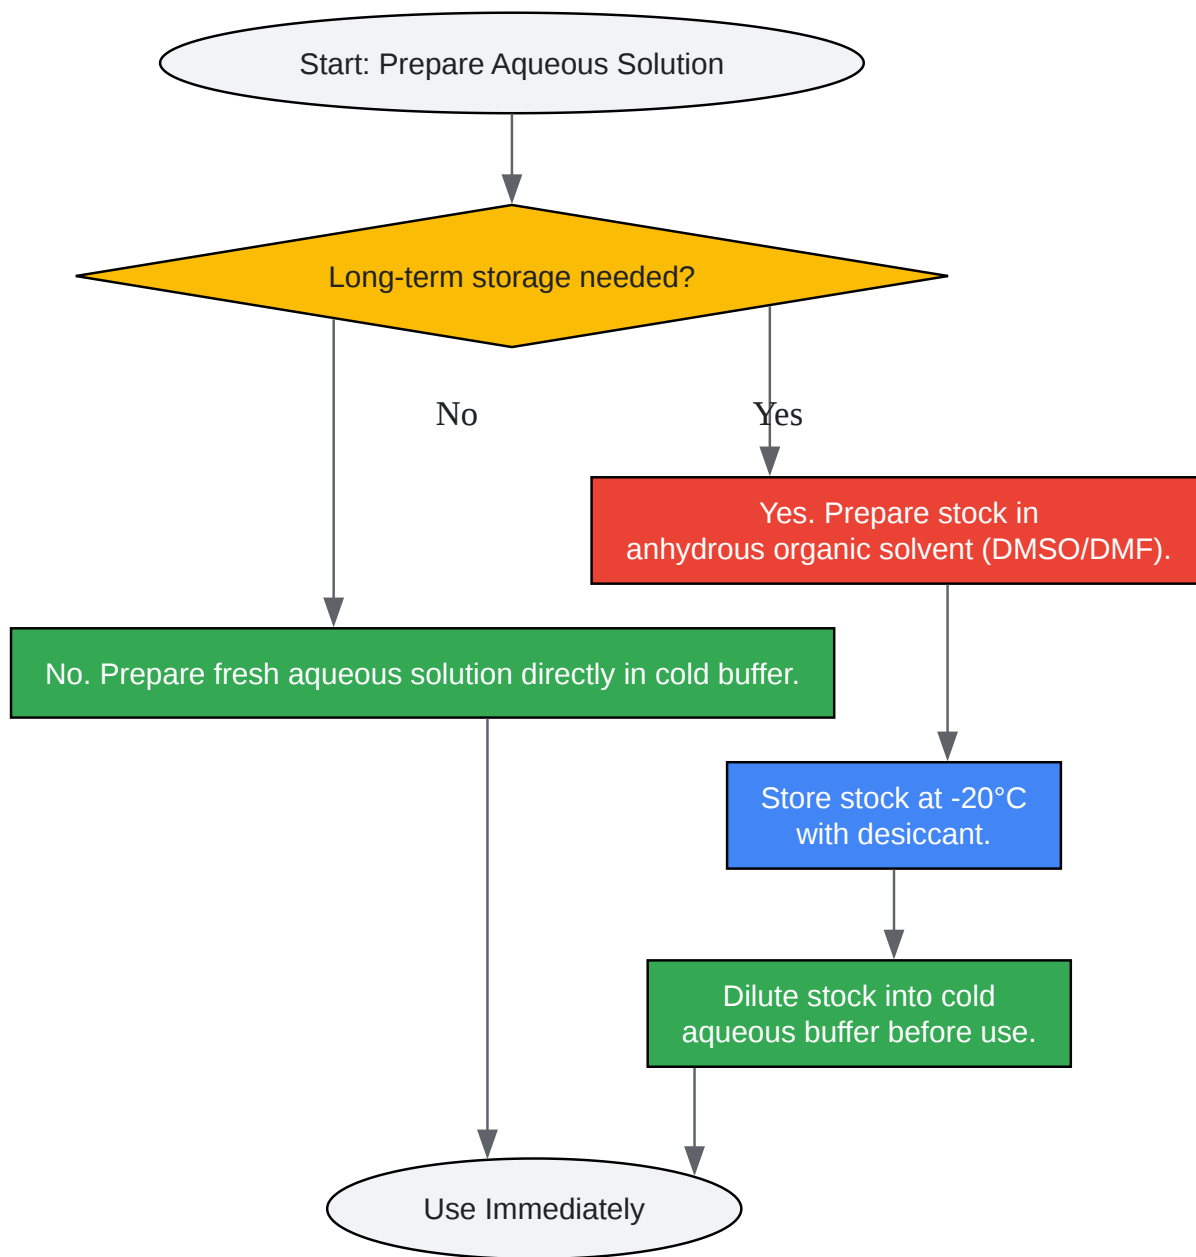 Start: Prepare Aqueous Solution
Long-term storage needed?
No
Yes
Yes. Prepare stock in
anhydrous organic solvent (DMSO/DMF).
No. Prepare fresh aqueous solution directly in cold buffer.
Store stock at -20°C
with desiccant.
Dilute stock into cold
aqueous buffer before use.
Use Immediately